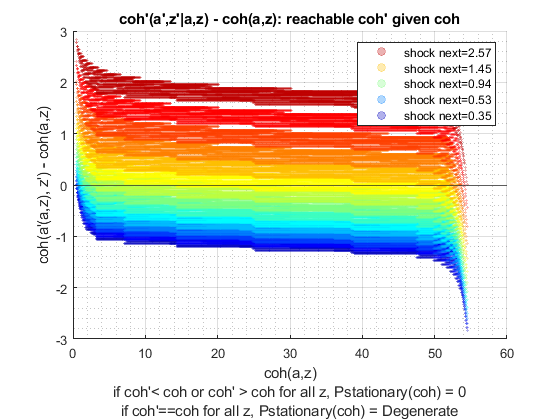 coh'(a',z'|a,z) - coh(a,z): reachable coh' given coh
3
2
1
0
-1
-2
-3
coh(a'(a,z), z') - coh(a,z)
shock next=2.57
shock next=1.45
shock next=0.94
shock next=0.53
shock next=0.35
0
10
20
30
40
50
60
coh(a,z)
if coh'< coh or coh' > coh for all z, Pstationary(coh) = 0
if coh'==coh for all z, Pstationary(coh) = Degenerate